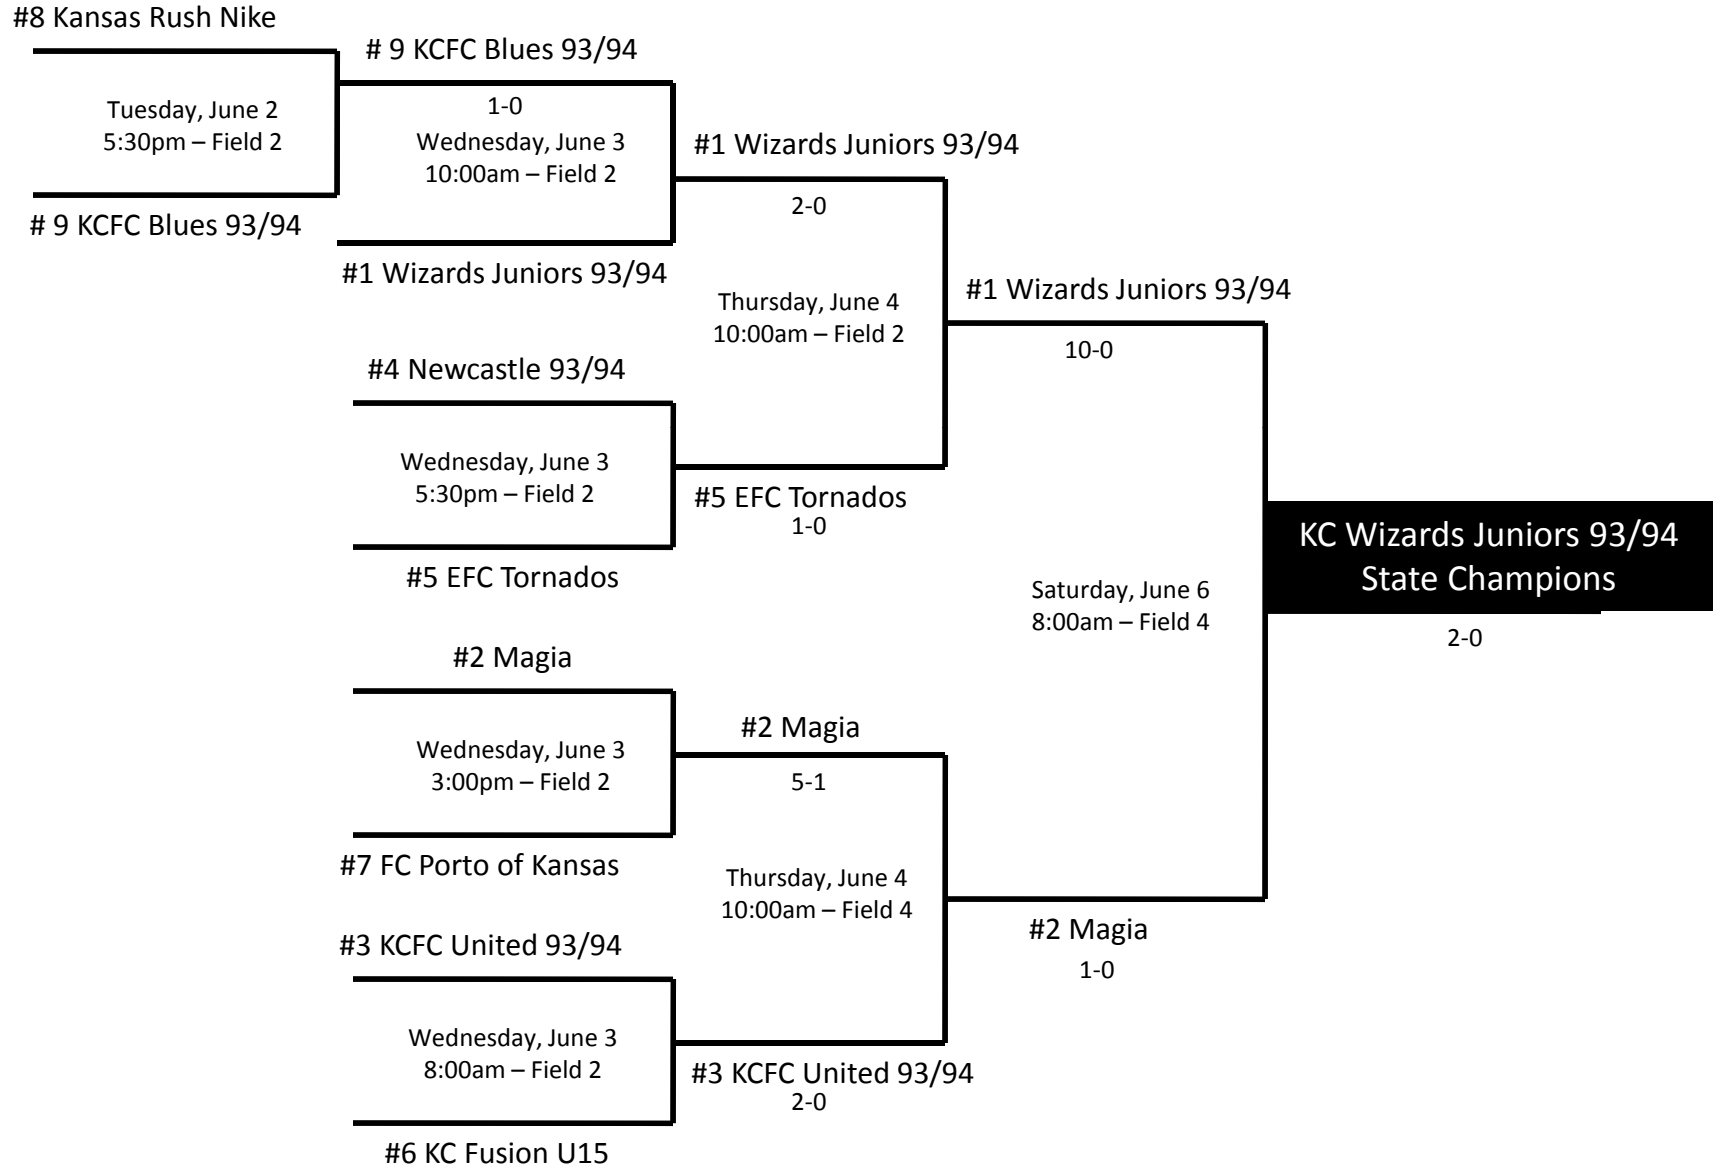 #8 Kansas Rush Nike
Tuesday, June 2
5:30pm – Field 2
# 9 KCFC Blues 93/94
# 9 KCFC Blues 93/94
1-0
Wednesday, June 3
10:00am – Field 2
#1 Wizards Juniors 93/94
#4 Newcastle 93/94
Wednesday, June 3
5:30pm – Field 2
#5 EFC Tornados
#2 Magia
Wednesday, June 3
3:00pm – Field 2
#7 FC Porto of Kansas
#3 KCFC United 93/94
Wednesday, June 3
8:00am – Field 2
#6 KC Fusion U15
#1 Wizards Juniors 93/94
2-0
Thursday, June 4
10:00am – Field 2
#5 EFC Tornados
1-0
#2 Magia
5-1
Thursday, June 4
10:00am – Field 4
#3 KCFC United 93/94
2-0
#1 Wizards Juniors 93/94
10-0
Saturday, June 6
8:00am – Field 4
#2 Magia
1-0
KC Wizards Juniors 93/94
State Champions
2-0